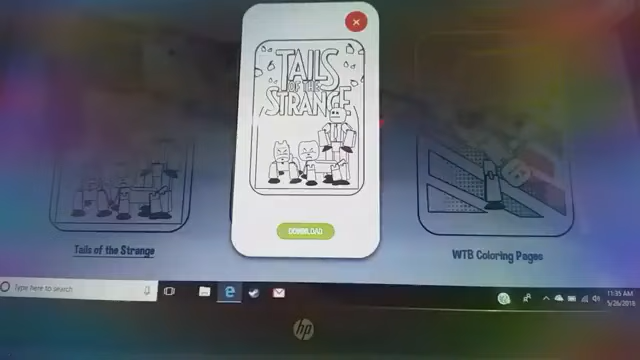 TAILS
OF THE
STRANGE
DOWNLOAD
Tails of the Strange
WTB Coloring Pages
Type here to search
11:35 AM
5/26/2018
hp